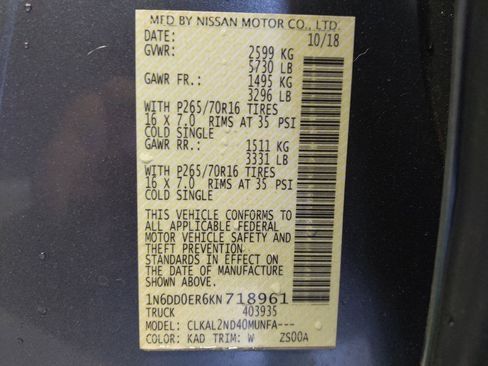 MFD BY NISSAN MOTOR CO., LTD.
DATE: 10/18
GVWR: 2599 KG
5730 LB
GAWR FR.: 1495 KG
3296 LB
WITH P265/70R16 TIRES
16 X 7.0 RIMS AT 35 PSI
COLD SINGLE
GAWR RR.: 1511 KG
3331 LB
WITH P265/70R16 TIRES
16 X 7.0 RIMS AT 35 PSI
COLD SINGLE
THIS VEHICLE CONFORMS TO
ALL APPLICABLE FEDERAL
MOTOR VEHICLE SAFETY AND
THEFT PREVENTION
STANDARDS IN EFFECT ON
THE DATE OF MANUFACTURE
SHOWN ABOVE.
1N6DD0ER6KN718961
TRUCK 403935
MODEL: CLKAL2ND40MUNFA---
COLOR: KAD TRIM: W ZS00A